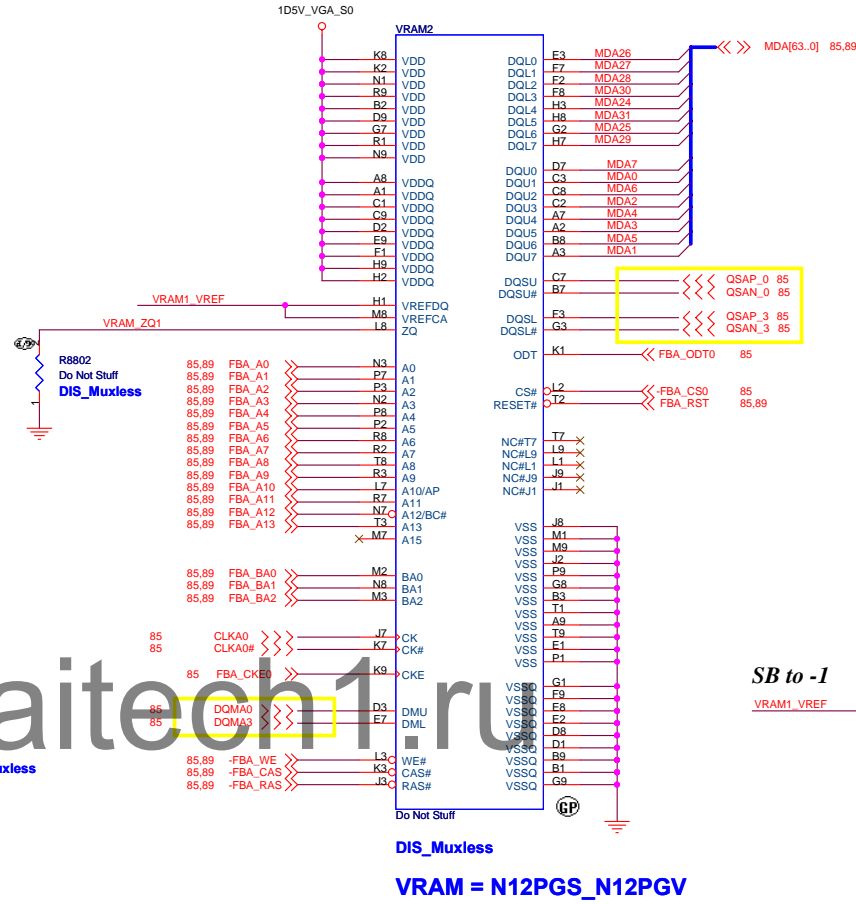 1D5V_VGA_S0
VRAM2
K8 VDD DQL0 E3 MDA26
K2 VDD DQL1 F7 MDA27
N1 VDD DQL2 F2 MDA28
R9 VDD DQL3 F8 MDA30
B2 VDD DQL4 H3 MDA24
D9 VDD DQL5 H8 MDA31
G7 VDD DQL6 G2 MDA25
R1 VDD DQL7 H7 MDA29
N9 VDD
MDA[63..0] 85,89
A8 VDDQ DQU0 D7 MDA7
A1 VDDQ DQU1 C3 MDA0
C1 VDDQ DQU2 C8 MDA6
C9 VDDQ DQU3 C2 MDA2
D2 VDDQ DQU4 A7 MDA4
E9 VDDQ DQU5 A2 MDA3
F1 VDDQ DQU6 B8 MDA5
H9 VDDQ DQU7 A3 MDA1
H2 VDDQ
DQSU C7 QSAP_0 85
DQSU# B7 QSAN_0 85
VRAM1_VREF H1 VREFDQ
M8 VREFCA
DQSL F3 QSAP_3 85
DQSL# G3 QSAN_3 85
VRAM_ZQ1 L8 ZQ
ODT K1 FBA_ODT0 85
R8802
Do Not Stuff
DIS_Muxless
1
85,89 FBA_A0 N3 A0
85,89 FBA_A1 P7 A1
85,89 FBA_A2 P3 A2
85,89 FBA_A3 N2 A3
85,89 FBA_A4 P8 A4
85,89 FBA_A5 P2 A5
85,89 FBA_A6 R8 A6
85,89 FBA_A7 R2 A7
85,89 FBA_A8 T8 A8
85,89 FBA_A9 R3 A9
85,89 FBA_A10 L7 A10/AP
85,89 FBA_A11 R7 A11
85,89 FBA_A12 N7 A12/BC#
85,89 FBA_A13 T3 A13
M7 A15
CS# L2 -FBA_CS0 85
RESET# T2 FBA_RST 85,89
NC#T7 T7
NC#L9 L9
NC#L1 L1
NC#J9 J9
NC#J1 J1
85,89 FBA_BA0 M2 BA0
85,89 FBA_BA1 N8 BA1
85,89 FBA_BA2 M3 BA2
85 CLKA0 J7 CK
85 CLKA0# K7 CK#
85 FBA_CKE0 K9 CKE
85 DQMA0 D3 DMU
85 DQMA3 E7 DML
85,89 -FBA_WE L3 WE#
85,89 -FBA_CAS K3 CAS#
85,89 -FBA_RAS J3 RAS#
VSS J8
VSS M1
VSS M9
VSS J2
VSS P9
VSS G8
VSS B3
VSS T1
VSS A9
VSS T9
VSS E1
VSS P1
VSSQ G1
VSSQ F9
VSSQ E8
VSSQ E2
VSSQ D8
VSSQ D1
VSSQ B9
VSSQ B1
VSSQ G9
SB to -1
VRAM1_VREF
aitech1.ru
uxless
Do Not Stuff
GP
DIS_Muxless
VRAM = N12PGS_N12PGV